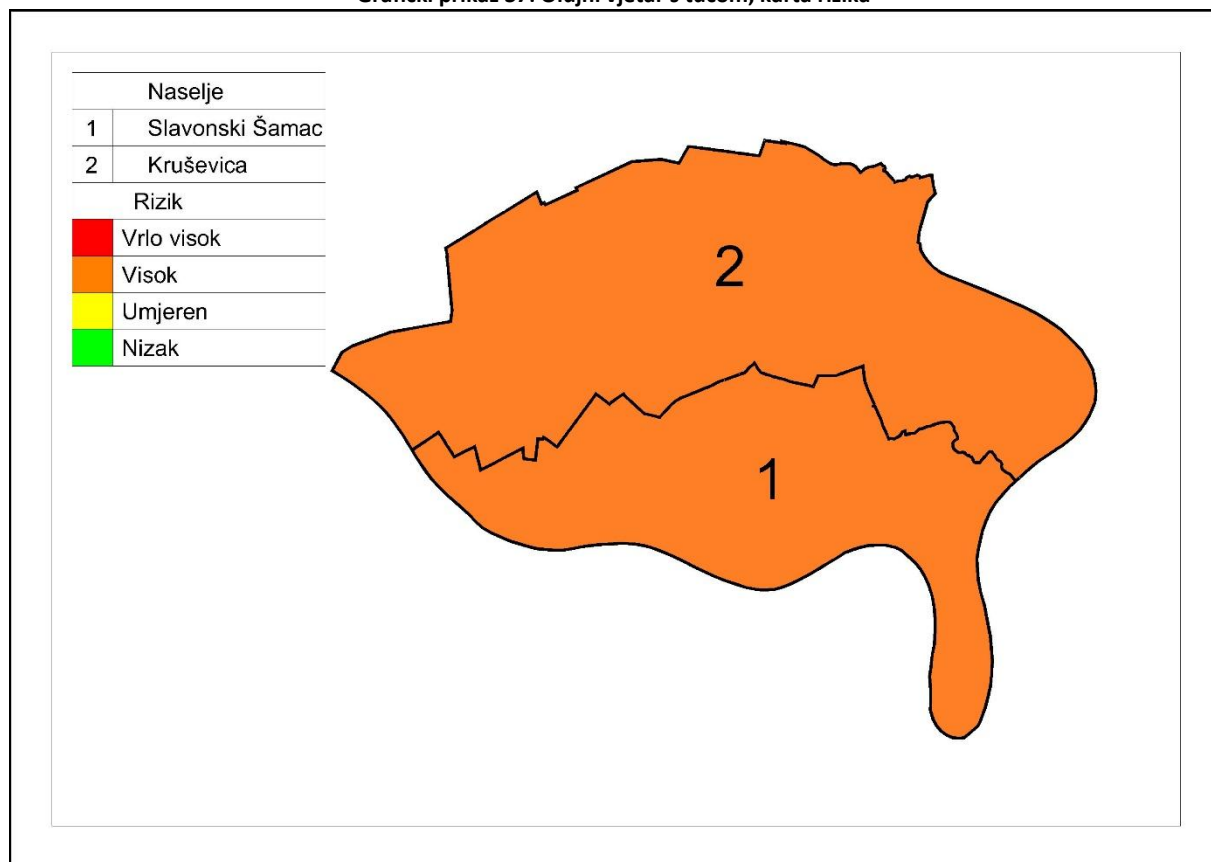 Naselje
1 Slavonski Šamac
2 Kruševica
Rizik
Vrlo visok
Visok
Umjeren
Nizak
2
1